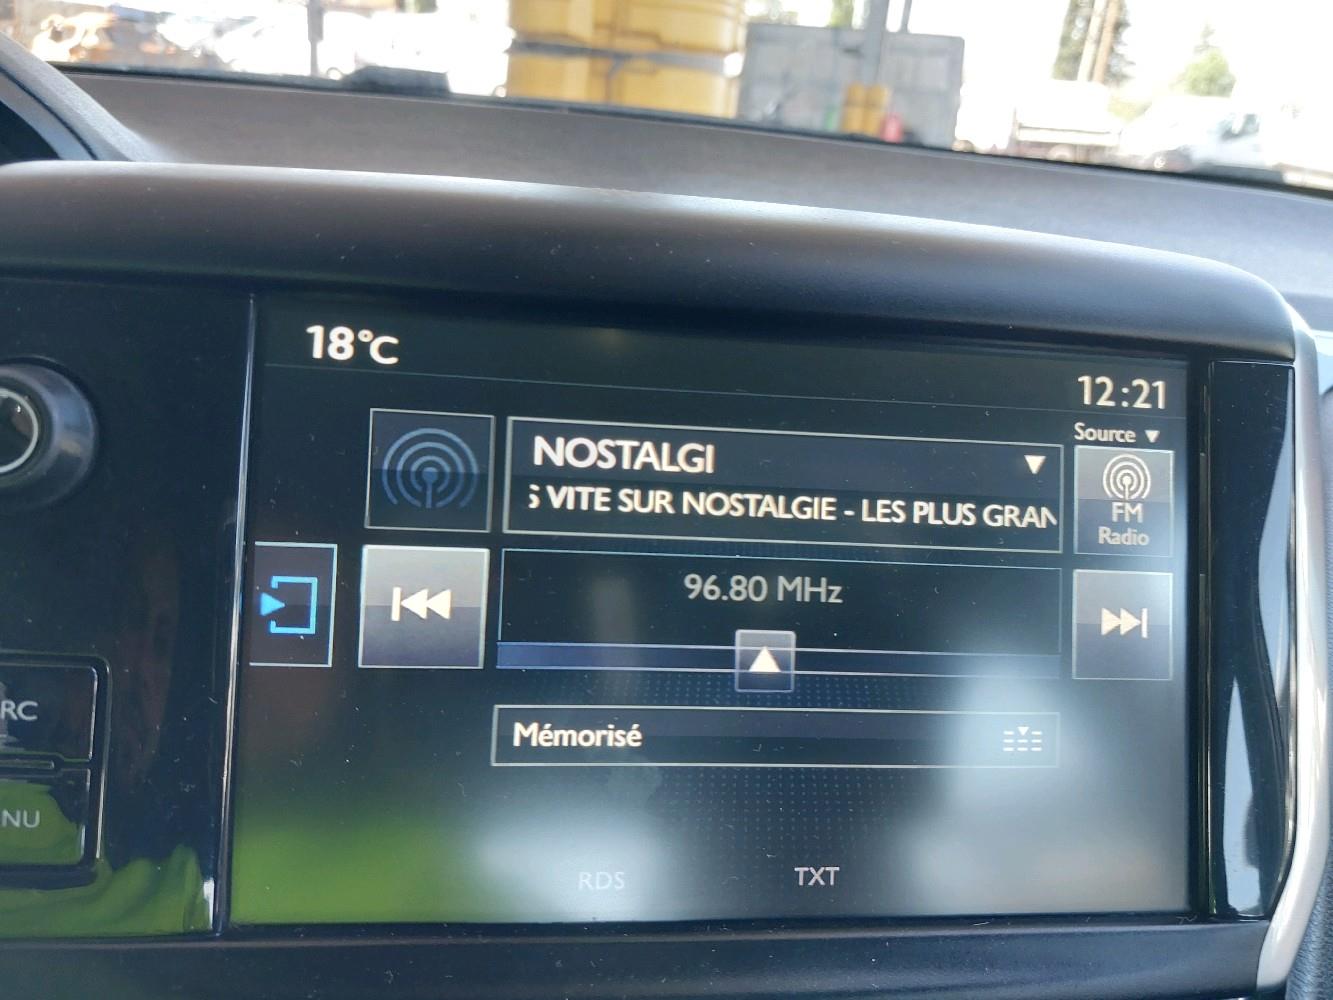 18°C
12:21
Source
NOSTALGI
VITE SUR NOSTALGIE - LES PLUS GRAN
FM
Radio
96.80 MHz
RC
Mémorisé
NU
RDS
TXT